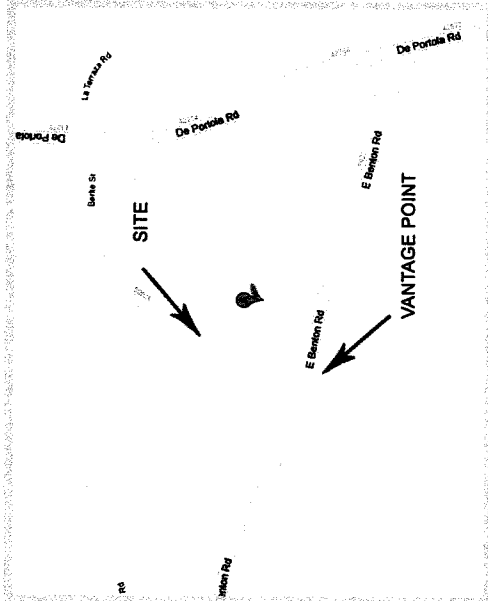 La Terraza Rd
De Portola Rd
De Portola
De Portola Rd
Berke St
E Benton Rd
SITE
VANTAGE POINT
E Benton Rd
Rd
nton Rd